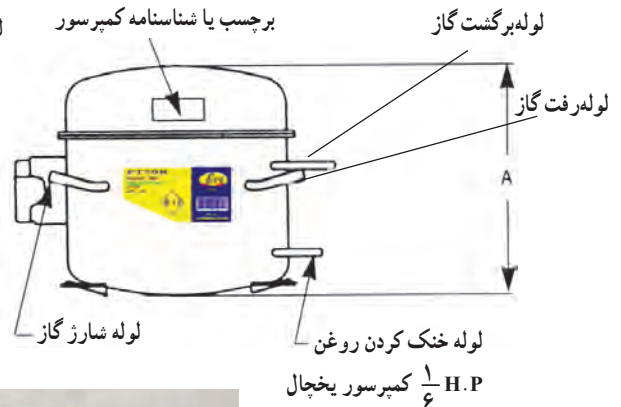 برچسب یا شناسنامه کمپرسور
لوله‌برگشت گاز
لوله‌رفت گاز
A
لوله شارژ گاز
لوله خنک کردن روغن
کمپرسور یخچال ۱/۶ H.P